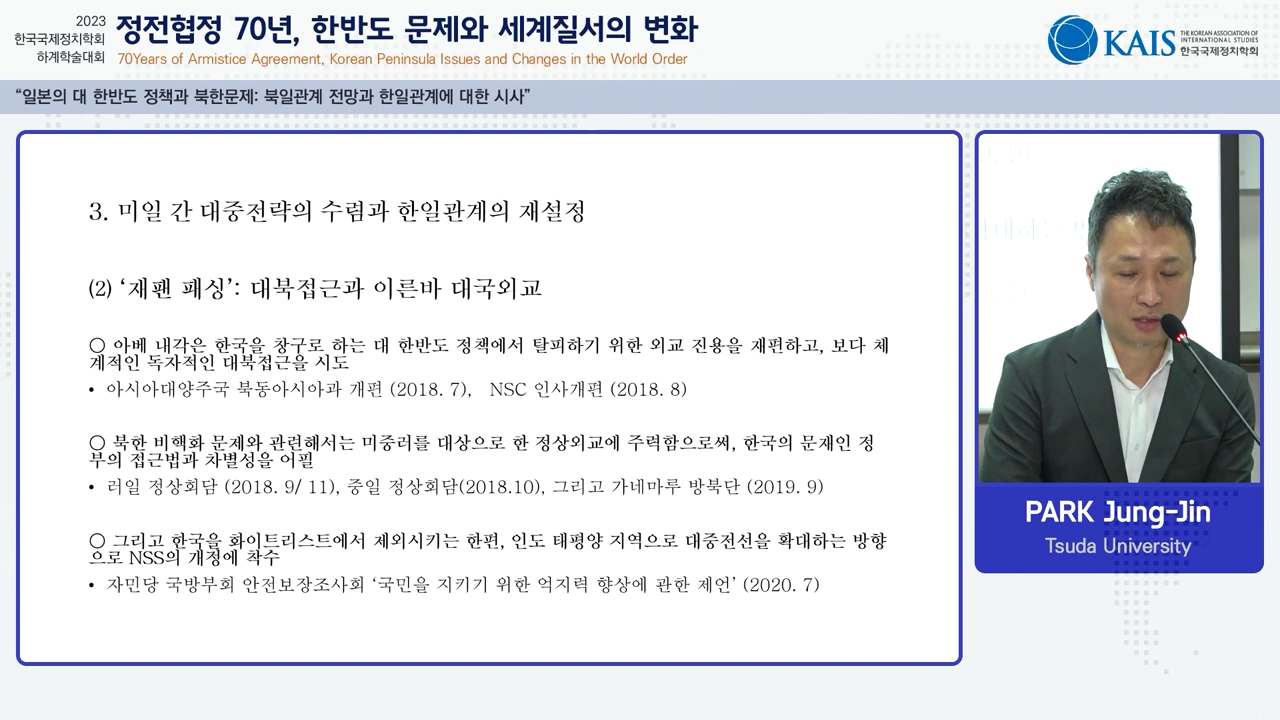 2023
한국국제정치학회
하계학술대회
정전협정 70년, 한반도 문제와 세계질서의 변화
70Years of Armistice Agreement, Korean Peninsula Issues and Changes in the World Order
KAIS
THE KOREAN ASSOCIATION OF
INTERNATIONAL STUDIES
한국국제정치학회
“일본의 대 한반도 정책과 북한문제: 북일관계 전망과 한일관계에 대한 시사”
3. 미일 간 대중전략의 수렴과 한일관계의 재설정
(2) ‘재팬 패싱’: 대북접근과 이른바 대국외교
○ 아베 내각은 한국을 창구로 하는 대 한반도 정책에서 탈피하기 위한 외교 진용을 재편하고, 보다 체
계적인 독자적인 대북접근을 시도
• 아시아대양주국 북동아시아과 개편 (2018. 7), NSC 인사개편 (2018. 8)
○ 북한 비핵화 문제와 관련해서는 미중러를 대상으로 한 정상외교에 주력함으로써, 한국의 문재인 정
부의 접근법과 차별성을 어필
• 러일 정상회담 (2018. 9/ 11), 중일 정상회담(2018.10), 그리고 가네마루 방북단 (2019. 9)
○ 그리고 한국을 화이트리스트에서 제외시키는 한편, 인도 태평양 지역으로 대중전선을 확대하는 방향
으로 NSS의 개정에 착수
• 자민당 국방부회 안전보장조사회 ‘국민을 지키기 위한 억지력 향상에 관한 제언’ (2020. 7)
PARK Jung-Jin
Tsuda University